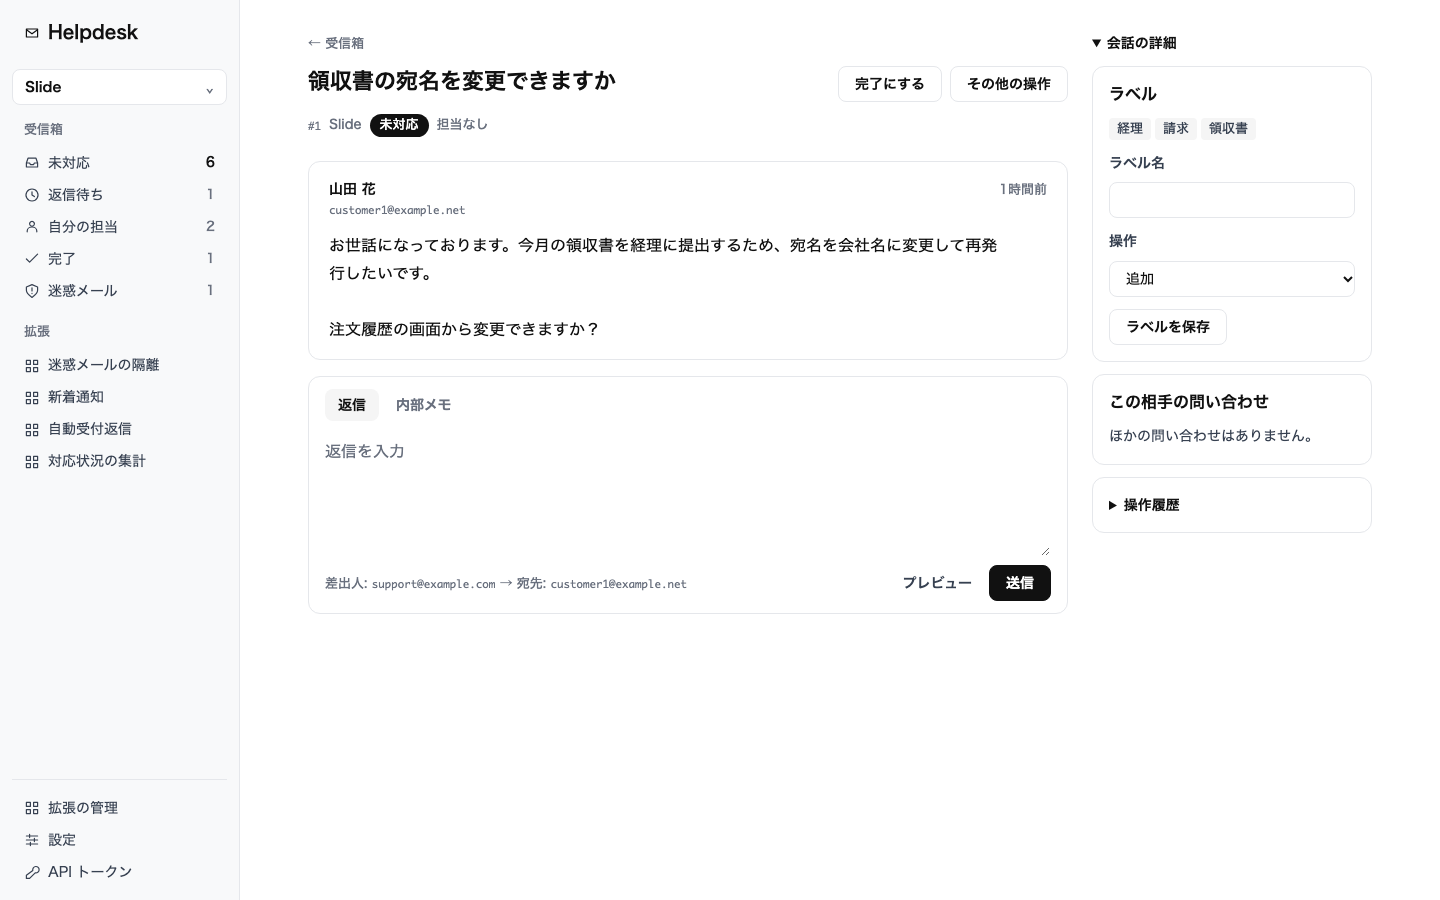 Helpdesk
Slide
受信箱
未対応 6
返信待ち 1
自分の担当 2
完了 1
迷惑メール 1
拡張
迷惑メールの隔離
新着通知
自動受付返信
対応状況の集計
拡張の管理
設定
API トークン
← 受信箱
領収書の宛名を変更できますか
完了にする
その他の操作
#1 Slide 未対応 担当なし
山田 花
1時間前
customer1@example.net
お世話になっております。今月の領収書を経理に提出するため、宛名を会社名に変更して再発
行したいです。
注文履歴の画面から変更できますか？
返信
内部メモ
返信を入力
差出人: support@example.com → 宛先: customer1@example.net
プレビュー
送信
▼ 会話の詳細
ラベル
経理 請求 領収書
ラベル名
操作
追加
ラベルを保存
この相手の問い合わせ
ほかの問い合わせはありません。
▶ 操作履歴